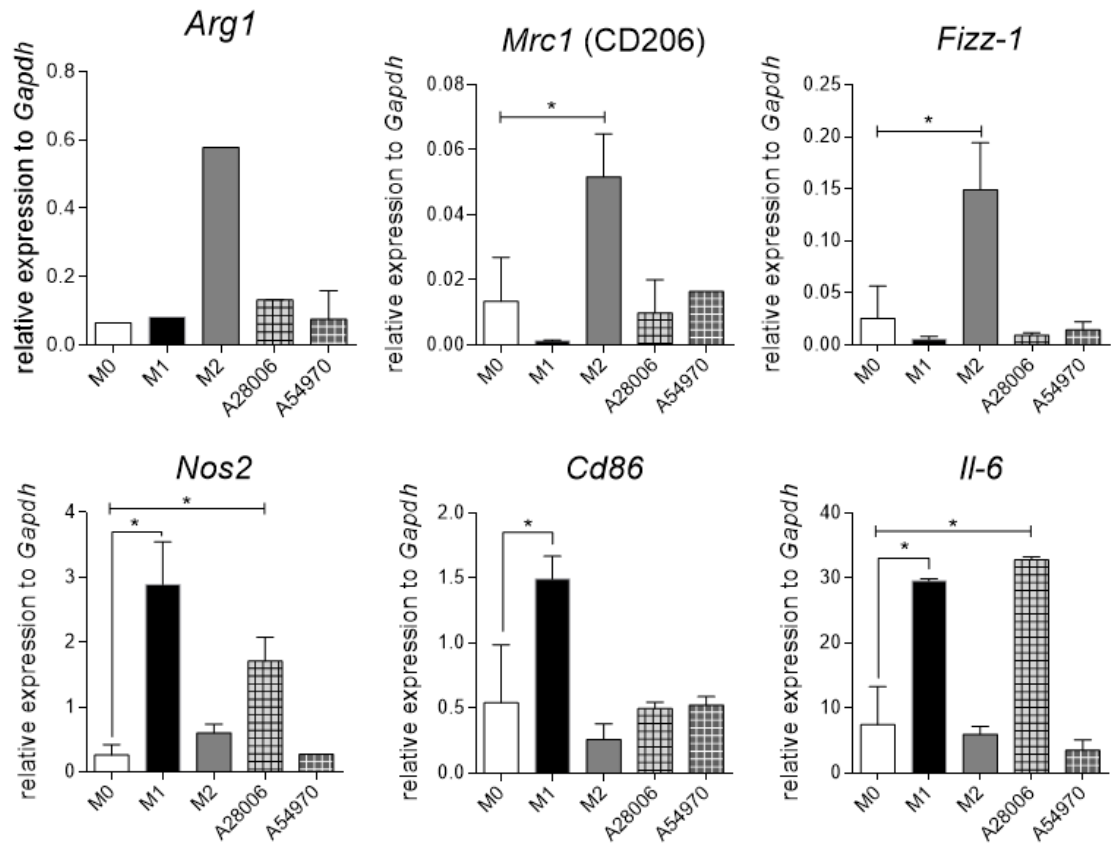 Arg1
relative expression to Gapdh
0.8
0.6
0.4
0.2
0.0
M0
M1
M2
A28006
A54970
Mrc1 (CD206)
relative expression to Gapdh
0.08
0.06
0.04
0.02
0.00
*
M0
M1
M2
A28006
A54970
Fizz-1
relative expression to Gapdh
0.25
0.20
0.15
0.10
0.05
0.00
*
M0
M1
M2
A28006
A54970
Nos2
relative expression to Gapdh
4
3
2
1
0
*
*
M0
M1
M2
A28006
A54970
Cd86
relative expression to Gapdh
2.0
1.5
1.0
0.5
0.0
*
M0
M1
M2
A28006
A54970
Il-6
relative expression to Gapdh
40
30
20
10
0
*
*
M0
M1
M2
A28006
A54970